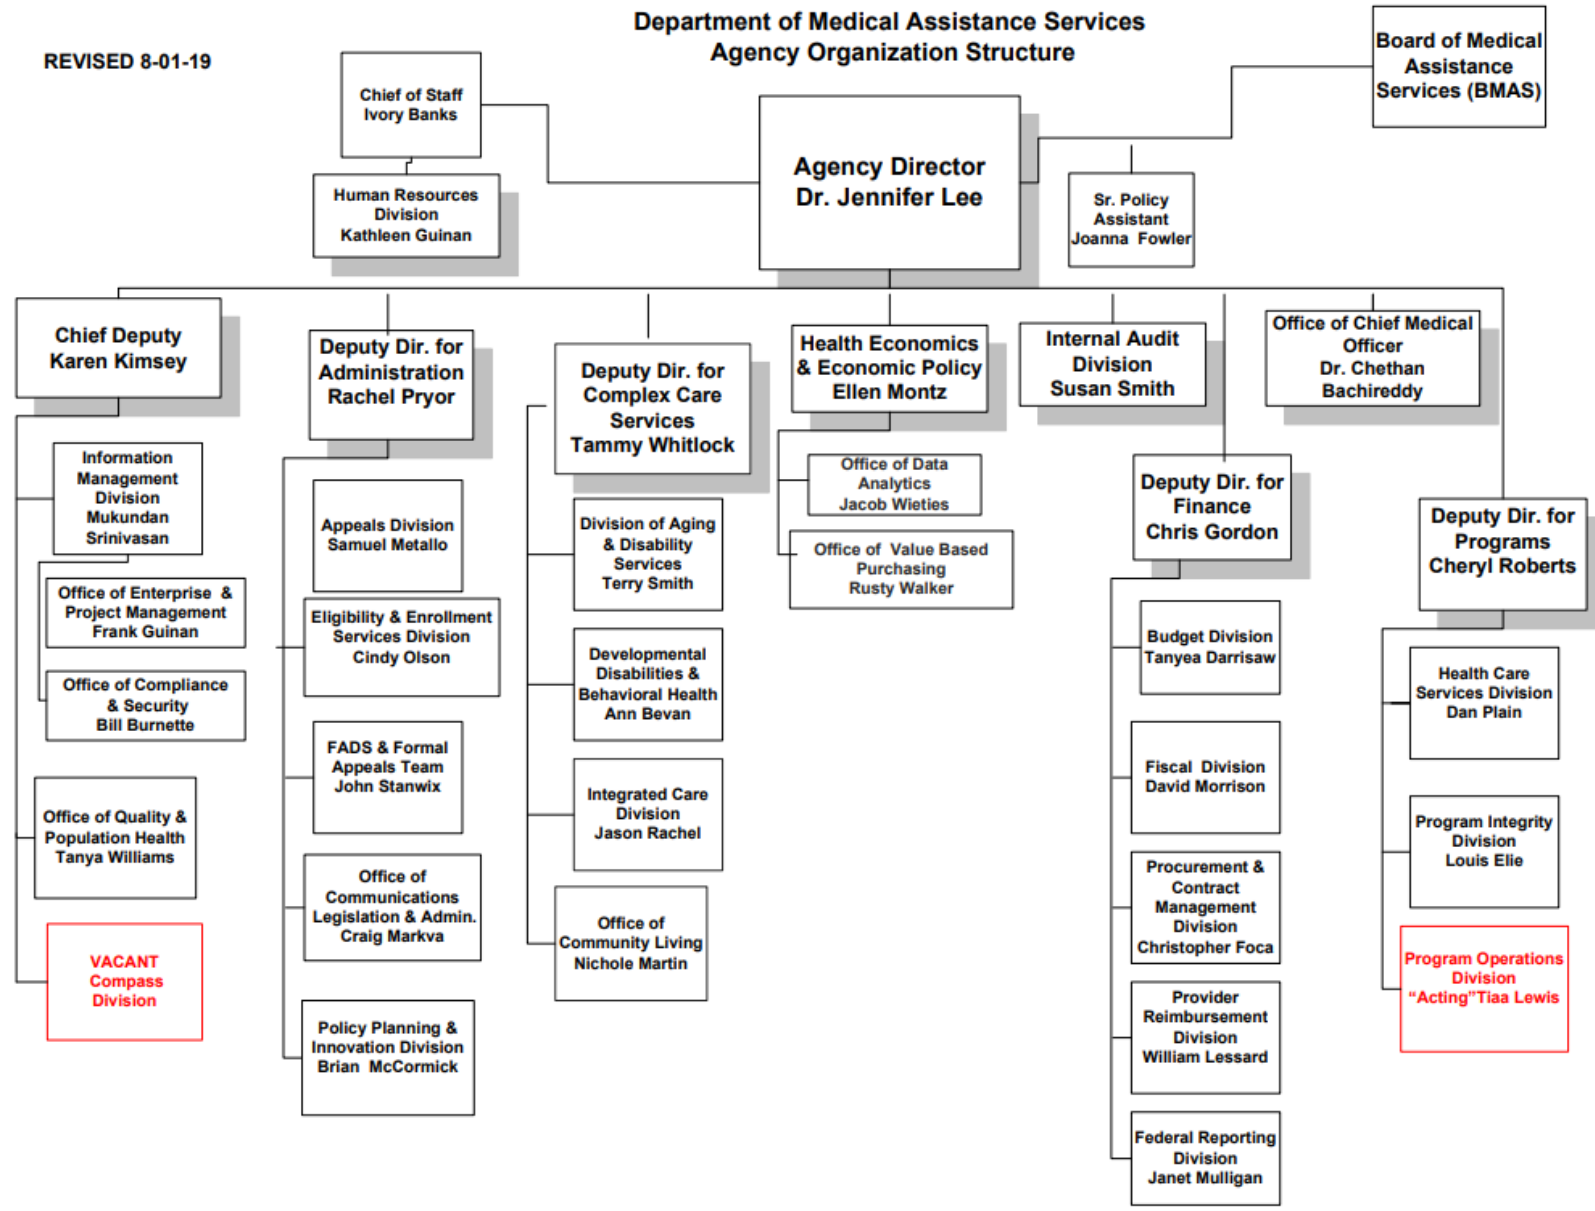 Department of Medical Assistance Services
Agency Organization Structure
REVISED 8-01-19
Chief of Staff
Ivory Banks
Human Resources
Division
Kathleen Guinan
Agency Director
Dr. Jennifer Lee
Board of Medical
Assistance
Services (BMAS)
Sr. Policy
Assistant
Joanna Fowler
Chief Deputy
Karen Kimsey
Information
Management
Division
Mukundan
Srinivasan
Office of Enterprise &
Project Management
Frank Guinan
Office of Compliance
& Security
Bill Burnette
Office of Quality &
Population Health
Tanya Williams
VACANT
Compass
Division
Deputy Dir. for
Administration
Rachel Pryor
Appeals Division
Samuel Metallo
Eligibility & Enrollment
Services Division
Cindy Olson
FADS & Formal
Appeals Team
John Stanwix
Office of
Communications
Legislation & Admin.
Craig Markva
Policy Planning &
Innovation Division
Brian McCormick
Deputy Dir. for
Complex Care
Services
Tammy Whitlock
Division of Aging
& Disability
Services
Terry Smith
Developmental
Disabilities &
Behavioral Health
Ann Bevan
Integrated Care
Division
Jason Rachel
Office of
Community Living
Nichole Martin
Health Economics
& Economic Policy
Ellen Montz
Office of Data
Analytics
Jacob Wieties
Office of Value Based
Purchasing
Rusty Walker
Internal Audit
Division
Susan Smith
Deputy Dir. for
Finance
Chris Gordon
Budget Division
Tanyea Darrisaw
Fiscal Division
David Morrison
Procurement &
Contract
Management
Division
Christopher Foca
Provider
Reimbursement
Division
William Lessard
Federal Reporting
Division
Janet Mulligan
Office of Chief Medical
Officer
Dr. Chethan
Bachireddy
Deputy Dir. for
Programs
Cheryl Roberts
Health Care
Services Division
Dan Plain
Program Integrity
Division
Louis Elie
Program Operations
Division
“Acting”Tiaa Lewis